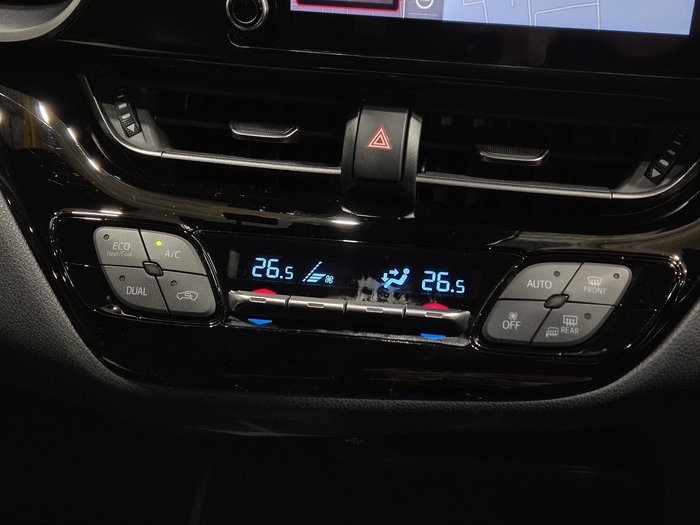 ECO
Heat/Cool
A/C
DUAL
26.5
26.5
AUTO
FRONT
OFF
REAR